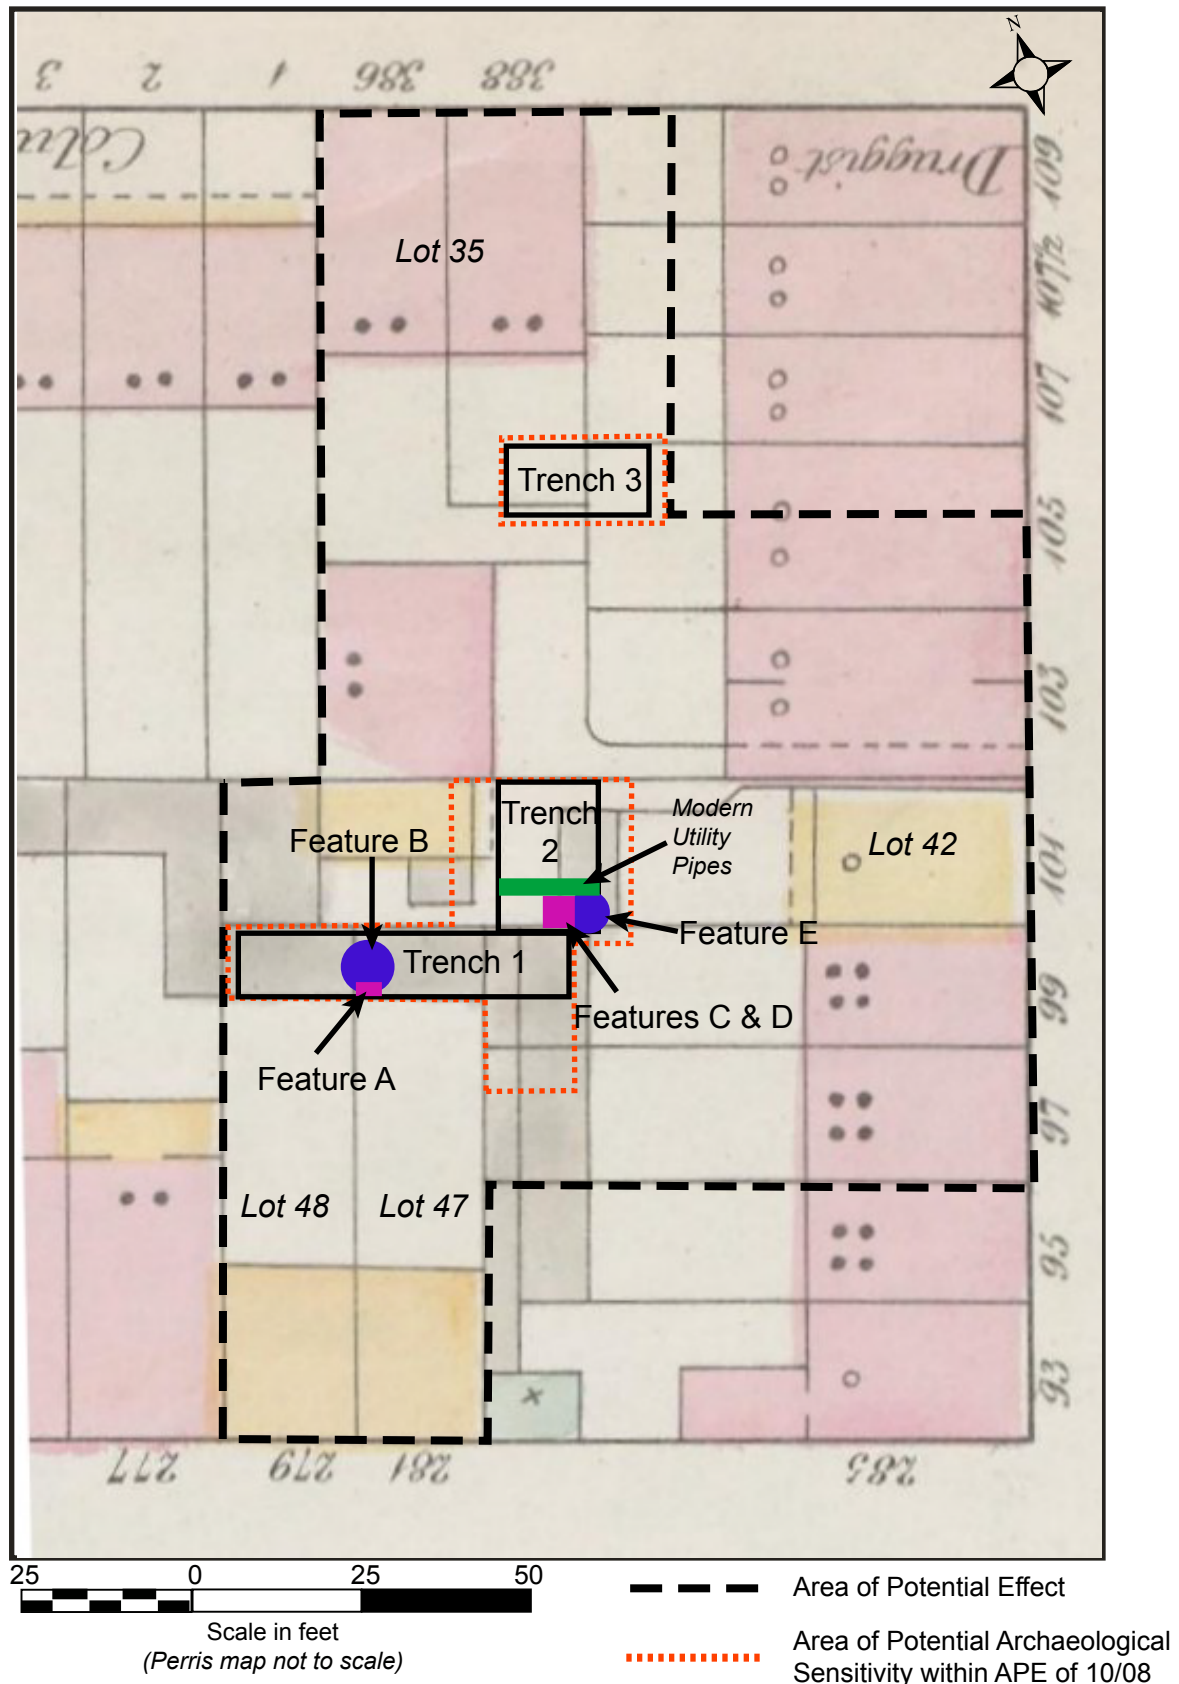 N
3 2 1 386 388
Colu
Druggist
109
107½
107
105
103
101
99
97
95
93
Lot 35
Trench 3
Trench
2
Modern
Utility
Pipes
Lot 42
Feature B
Feature E
Trench 1
Features C & D
Feature A
Lot 48 Lot 47
x
277 279 281 285
25 0 25 50
Scale in feet
(Perris map not to scale)
Area of Potential Effect
Area of Potential Archaeological
Sensitivity within APE of 10/08